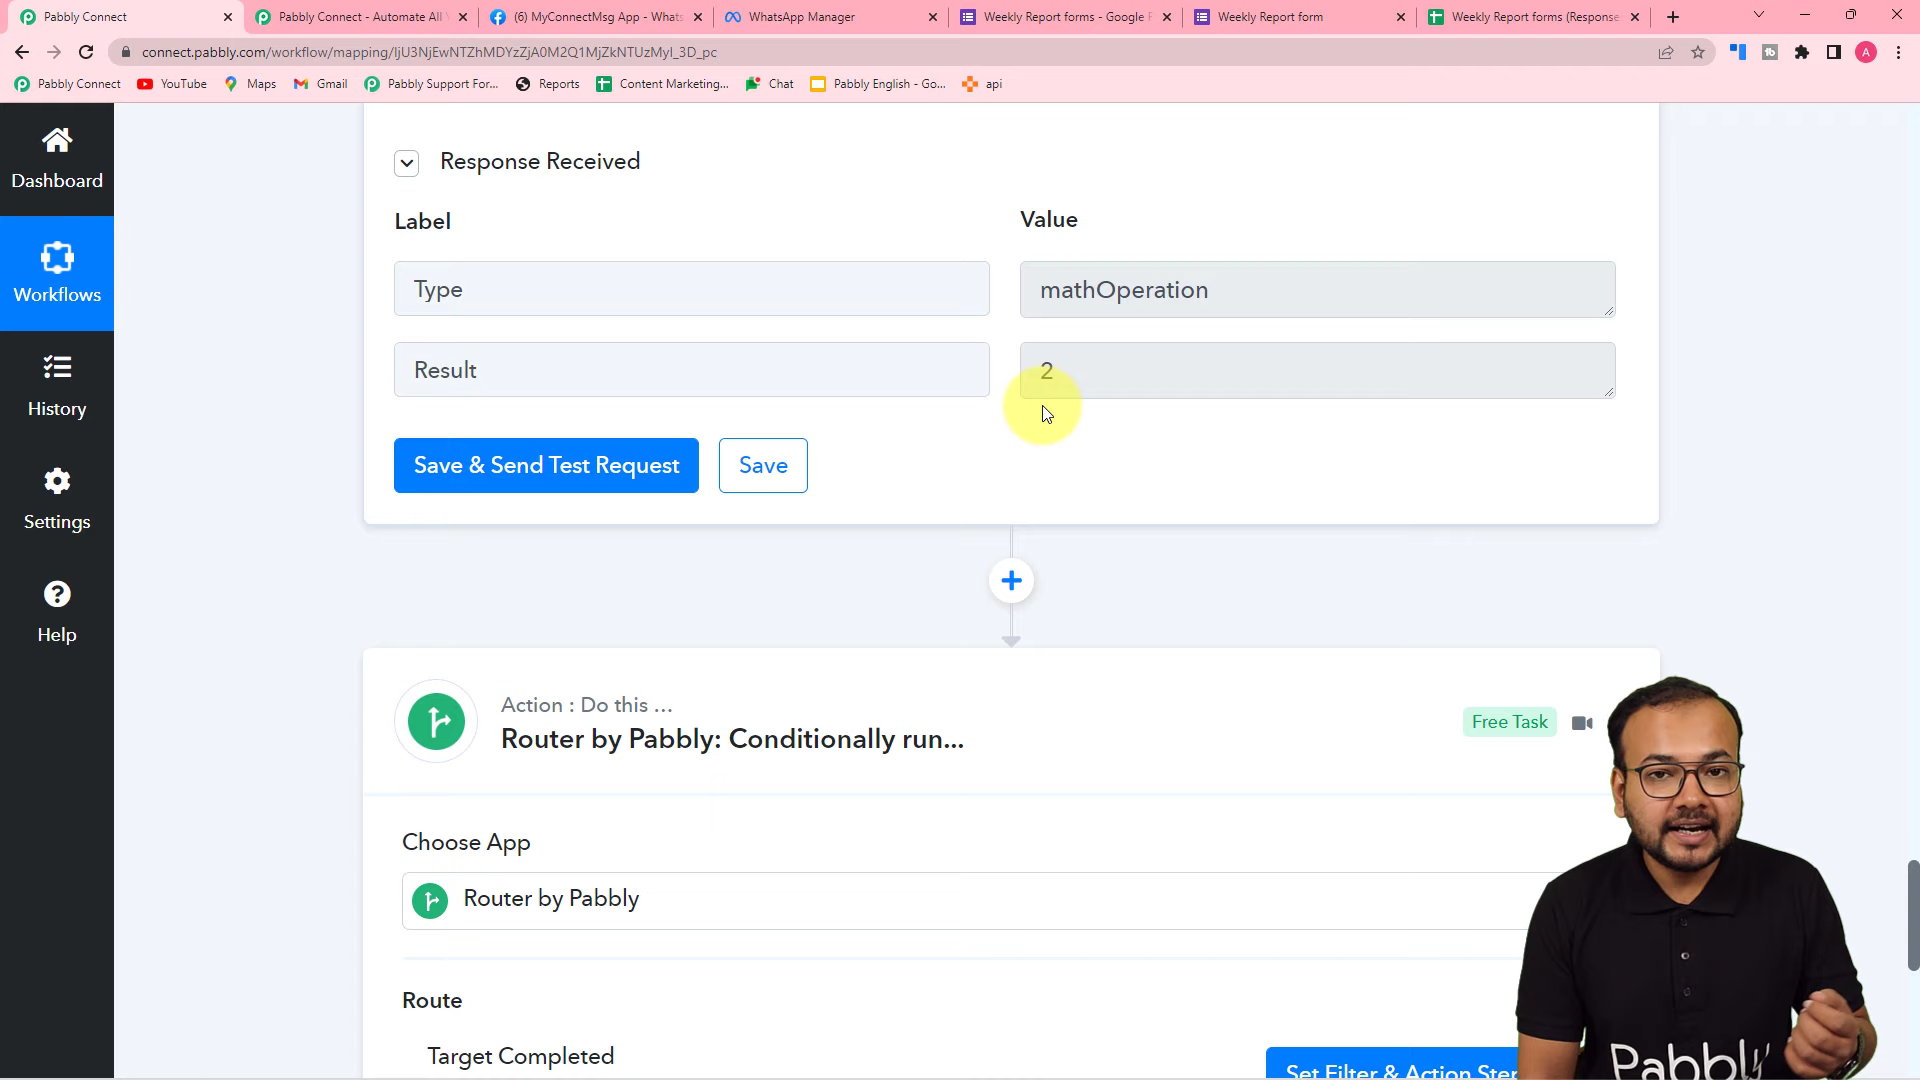 Pabbly Connect
Pabbly Connect - Automate All
(6) MyConnectMsg App - Whats
WhatsApp Manager
Weekly Report forms - Google F
Weekly Report form
Weekly Report forms (Response
connect.pabbly.com/workflow/mapping/
Pabbly Connect
YouTube
Maps
Gmail
Pabbly Support For...
Reports
Content Marketing...
Chat
Pabbly English - Go...
api
A
Dashboard
Workflows
History
Settings
Help
Response Received
Label
Value
Type
mathOperation
Result
2
Save & Send Test Request
Save
Action : Do this ...
Router by Pabbly: Conditionally run...
Free Task
Choose App
Router by Pabbly
Route
Target Completed
Set Filter & Action Step
Pabbly